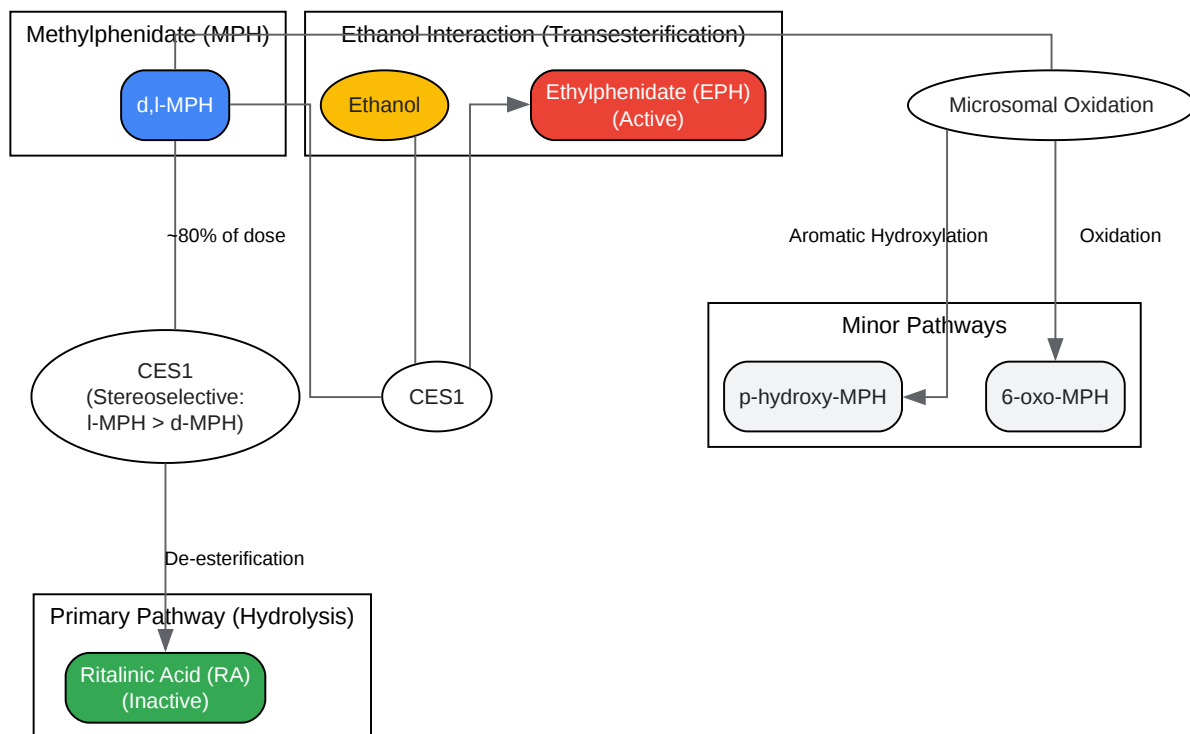 Methylphenidate (MPH)
Ethanol Interaction (Transesterification)
d,l-MPH
Ethanol
Ethylphenidate (EPH)
(Active)
Microsomal Oxidation
~80% of dose
Aromatic Hydroxylation
Oxidation
Minor Pathways
CES1
(Stereoselective:
l-MPH > d-MPH)
CES1
p-hydroxy-MPH
6-oxo-MPH
De-esterification
Primary Pathway (Hydrolysis)
Ritalinic Acid (RA)
(Inactive)